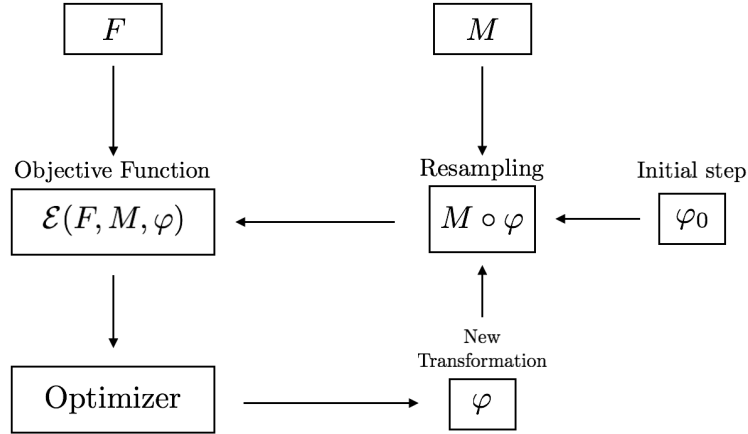 F
M
Objective Function
Resampling
Initial step
ℰ(F, M, φ)
M ∘ φ
φ₀
New
Transformation
Optimizer
φ